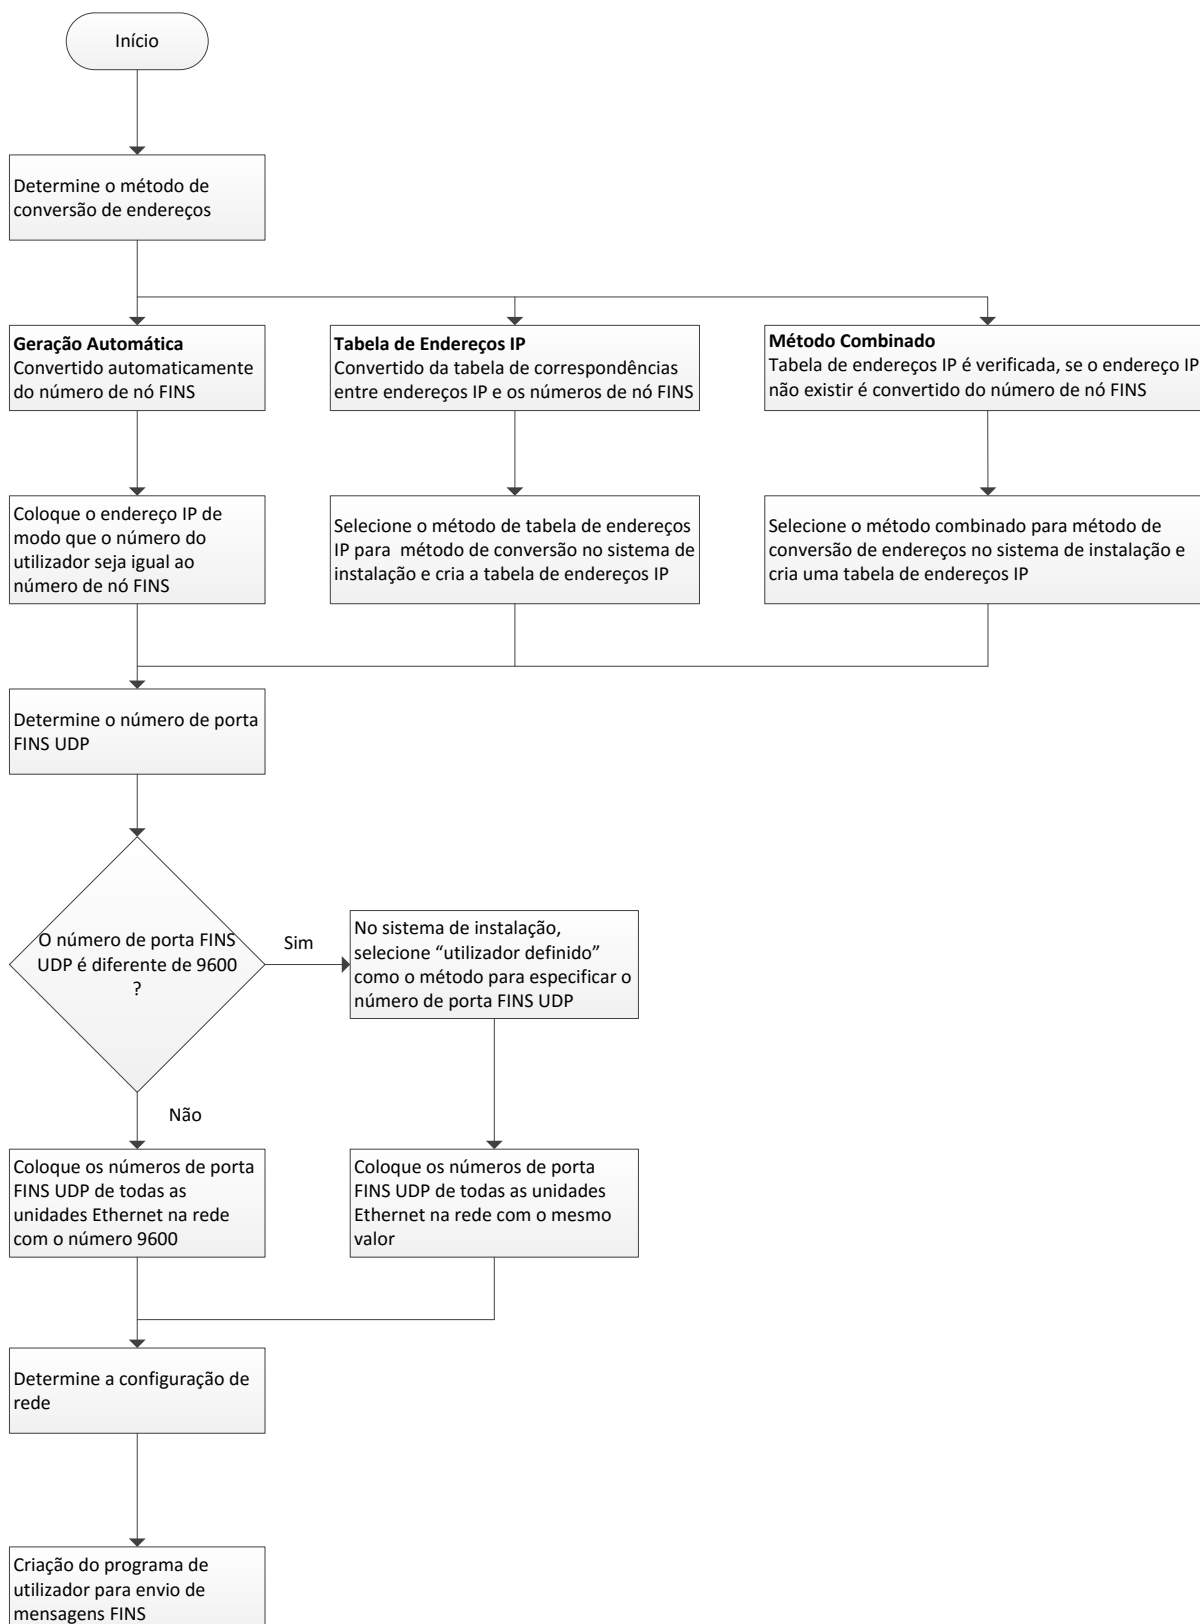 Início
Determine o método de
conversão de endereços
Geração Automática
Convertido automaticamente
do número de nó FINS
Tabela de Endereços IP
Convertido da tabela de correspondências
entre endereços IP e os números de nó FINS
Método Combinado
Tabela de endereços IP é verificada, se o endereço IP
não existir é convertido do número de nó FINS
Coloque o endereço IP de
modo que o número do
utilizador seja igual ao
número de nó FINS
Selecione o método de tabela de endereços
IP para método de conversão no sistema de
instalação e cria a tabela de endereços IP
Selecione o método combinado para método de
conversão de endereços no sistema de instalação e
cria uma tabela de endereços IP
Determine o número de porta
FINS UDP
O número de porta FINS
UDP é diferente de 9600
?
Sim
No sistema de instalação,
selecione “utilizador definido”
como o método para especificar o
número de porta FINS UDP
Não
Coloque os números de porta
FINS UDP de todas as
unidades Ethernet na rede
com o número 9600
Coloque os números de porta
FINS UDP de todas as unidades
Ethernet na rede com o mesmo
valor
Determine a configuração de
rede
Criação do programa de
utilizador para envio de
mensagens FINS